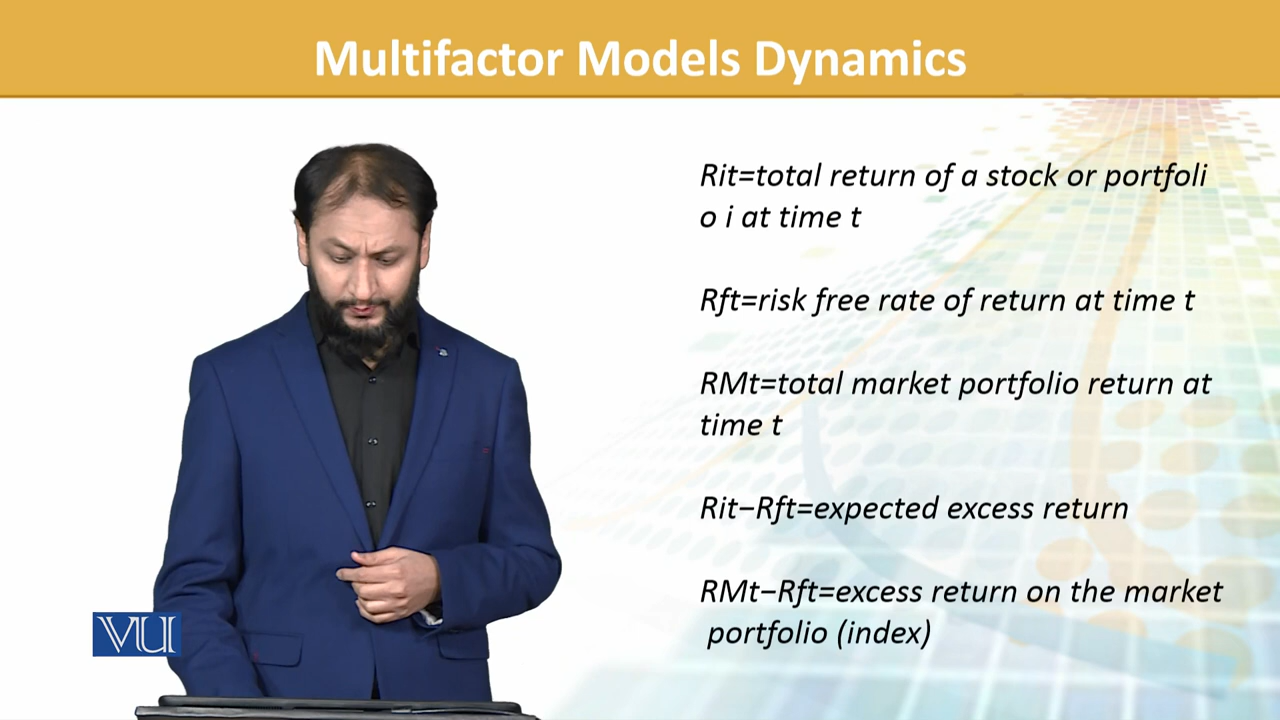 Multifactor Models Dynamics
Rit=total return of a stock or portfoli
o i at time t
Rft=risk free rate of return at time t
RMt=total market portfolio return at
time t
Rit−Rft=expected excess return
RMt−Rft=excess return on the market
portfolio (index)
VU